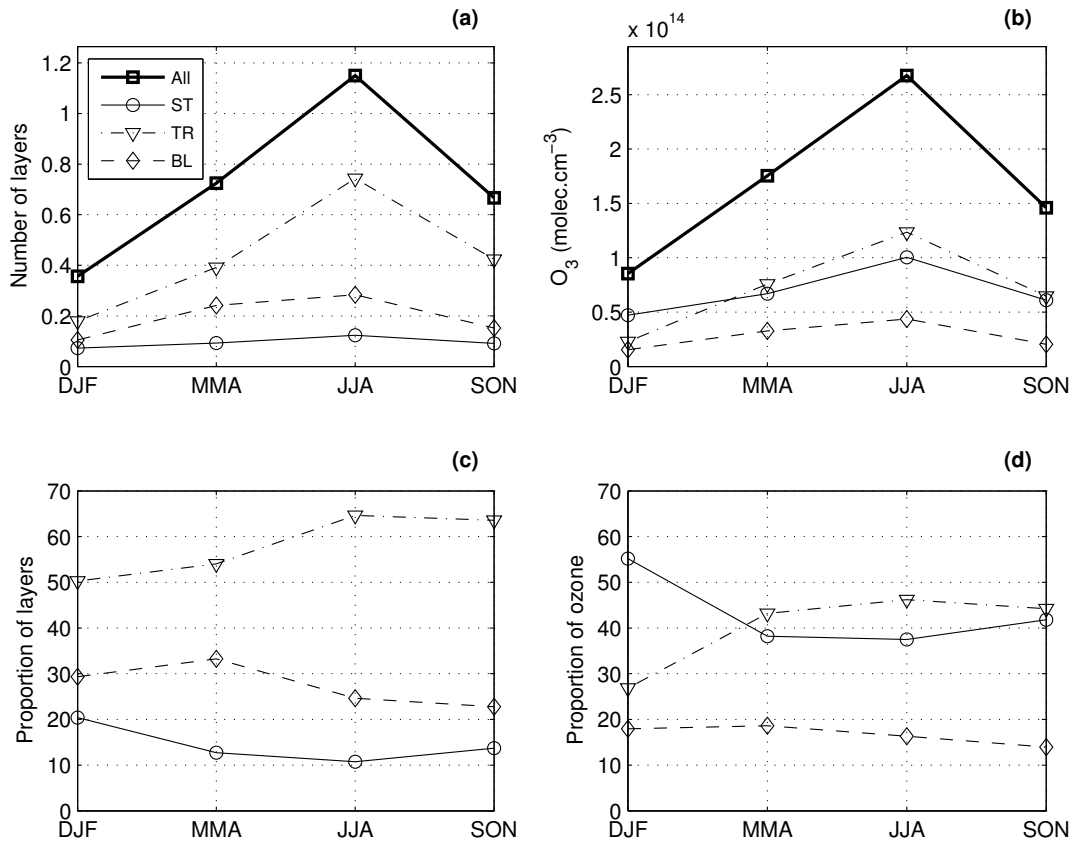 (a)
Number of layers
1.2
1
0.8
0.6
0.4
0.2
0
All
ST
TR
BL
DJF MMA JJA SON
(b)
x 10^14
O_3 (molec.cm^−3)
2.5
2
1.5
1
0.5
0
DJF MMA JJA SON
(c)
Proportion of layers
70
60
50
40
30
20
10
0
DJF MMA JJA SON
(d)
Proportion of ozone
70
60
50
40
30
20
10
0
DJF MMA JJA SON